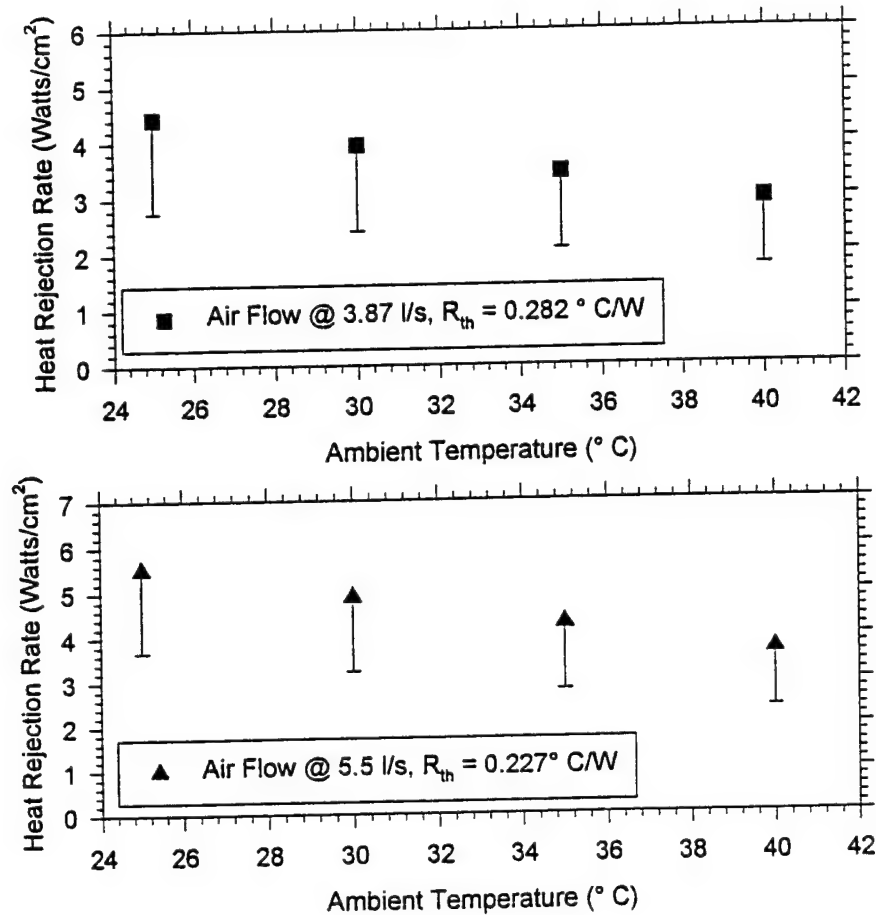 6
5
4
3
2
1
0
Heat Rejection Rate (Watts/cm²)
Air Flow @ 3.87 l/s, Rth = 0.282 ° C/W
24 26 28 30 32 34 36 38 40 42
Ambient Temperature (° C)
7
6
5
4
3
2
1
0
Heat Rejection Rate (Watts/cm²)
Air Flow @ 5.5 l/s, Rth = 0.227° C/W
24 26 28 30 32 34 36 38 40 42
Ambient Temperature (° C)